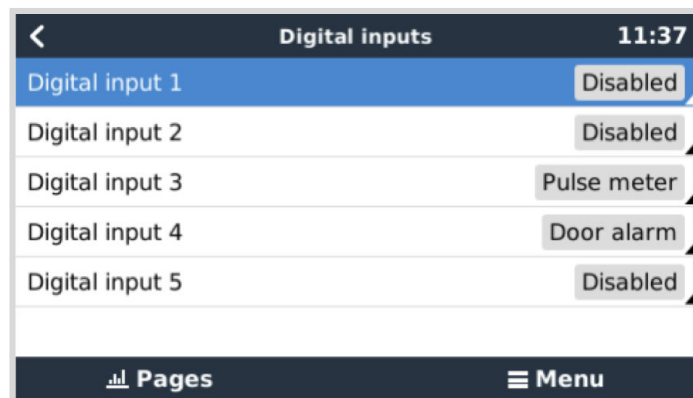 Digital inputs 11:37
Digital input 1 Disabled
Digital input 2 Disabled
Digital input 3 Pulse meter
Digital input 4 Door alarm
Digital input 5 Disabled
Pages Menu